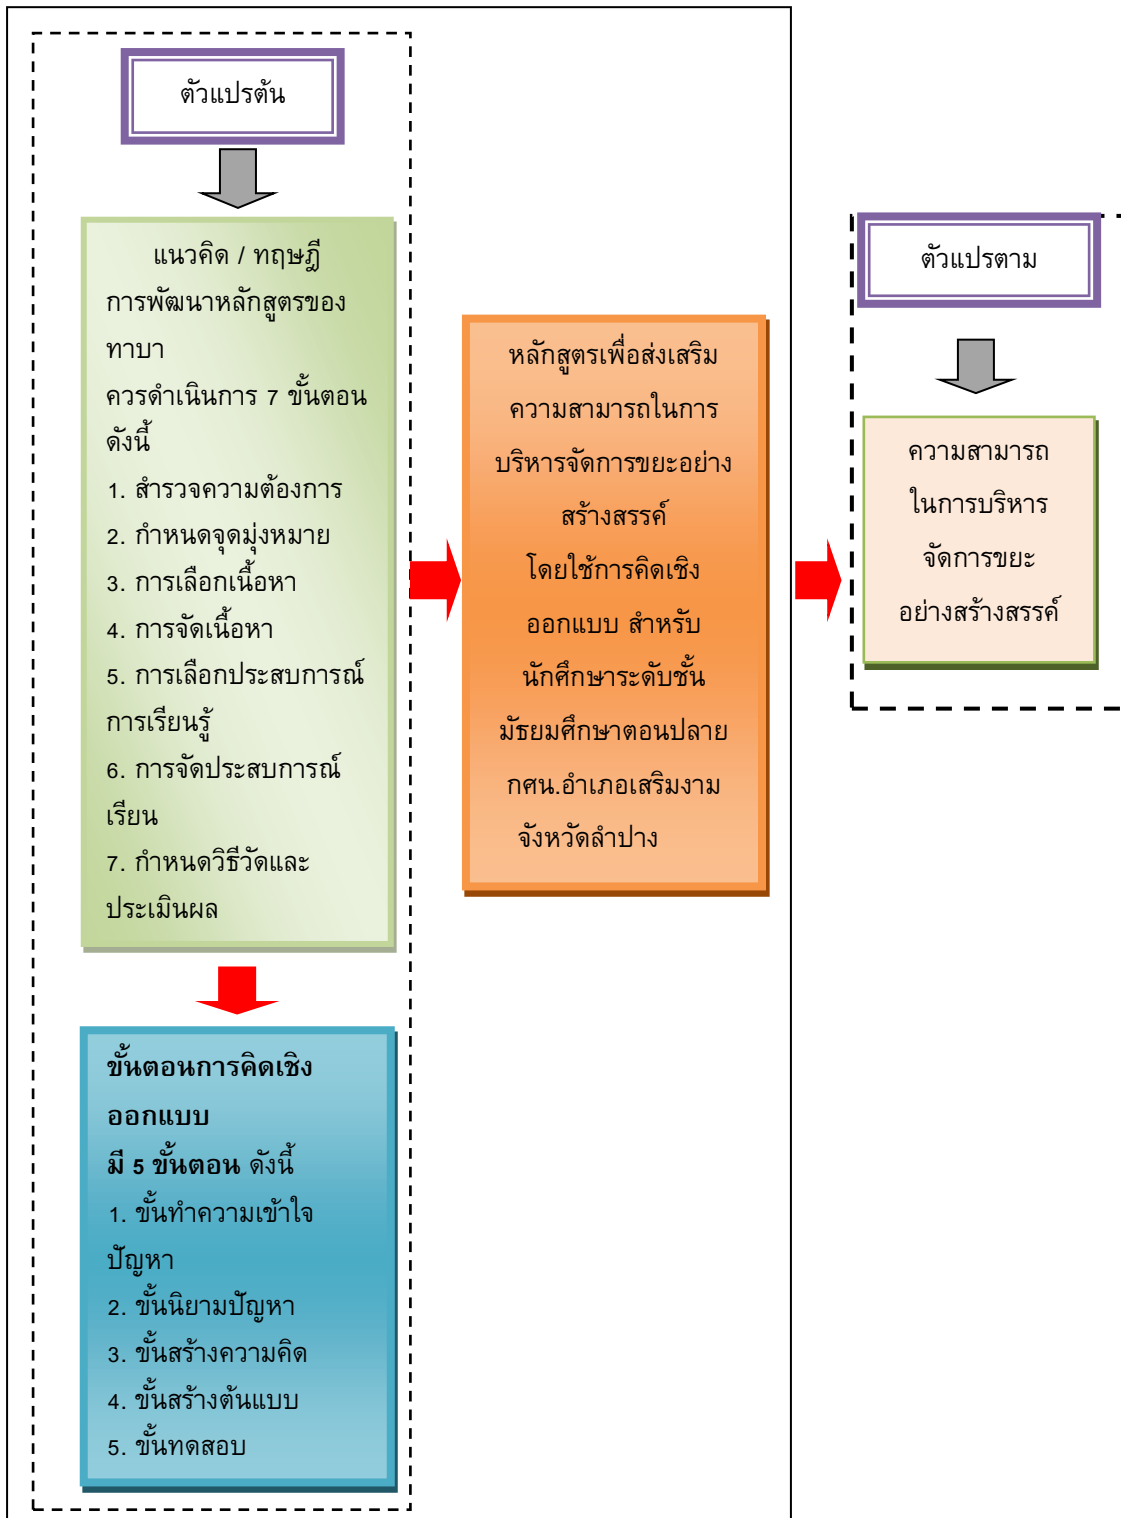 ตัวแปรต้น
แนวคิด / ทฤษฎี
การพัฒนาหลักสูตรของ
ทาบา
ควรดำเนินการ 7 ขั้นตอน
ดังนี้
1. สำรวจความต้องการ
2. กำหนดจุดมุ่งหมาย
3. การเลือกเนื้อหา
4. การจัดเนื้อหา
5. การเลือกประสบการณ์
การเรียนรู้
6. การจัดประสบการณ์
เรียน
7. กำหนดวิธีวัดและ
ประเมินผล
ขั้นตอนการคิดเชิง
ออกแบบ
มี 5 ขั้นตอน ดังนี้
1. ขั้นทำความเข้าใจ
ปัญหา
2. ขั้นนิยามปัญหา
3. ขั้นสร้างความคิด
4. ขั้นสร้างต้นแบบ
5. ขั้นทดสอบ
หลักสูตรเพื่อส่งเสริม
ความสามารถในการ
บริหารจัดการขยะอย่าง
สร้างสรรค์
โดยใช้การคิดเชิง
ออกแบบ สำหรับ
นักศึกษาระดับชั้น
มัธยมศึกษาตอนปลาย
กศน.อำเภอเสริมงาม
จังหวัดลำปาง
ตัวแปรตาม
ความสามารถ
ในการบริหาร
จัดการขยะ
อย่างสร้างสรรค์